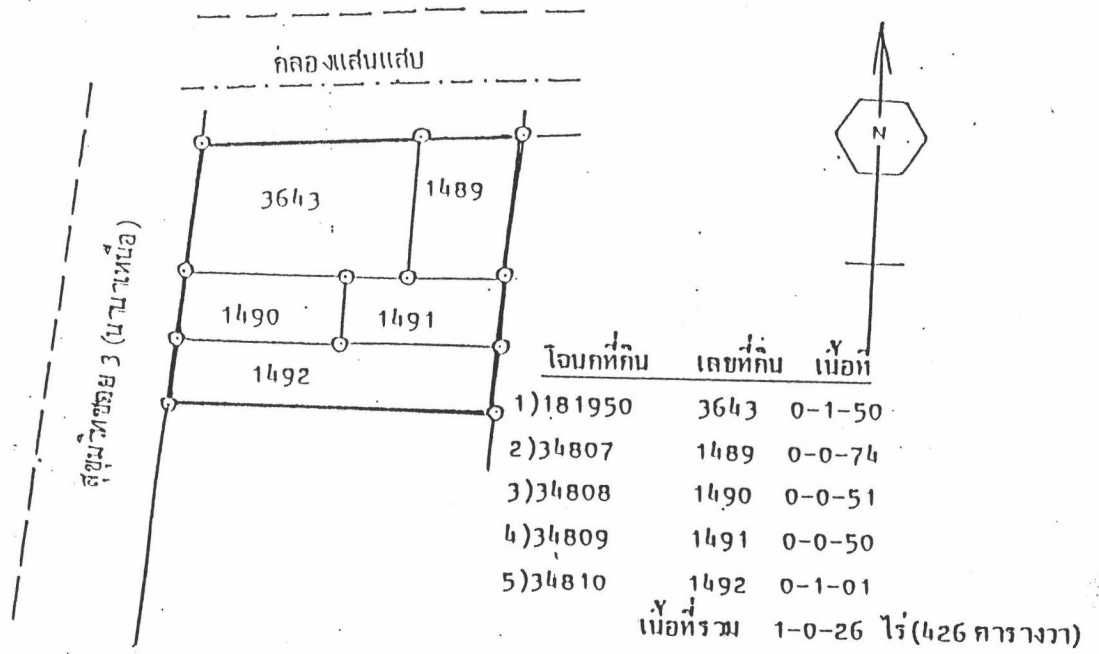 คลองแสนแสบ
N
3643
1489
สุขุมวิทซอย 3 (นานาเหนือ)
1490
1491
1492
โฉนดที่ดิน เลขที่ดิน เนื้อที่
1)181950 3643 0-1-50
2)34807 1489 0-0-74
3)34808 1490 0-0-51
4)34809 1491 0-0-50
5)34810 1492 0-1-01
เนื้อที่รวม 1-0-26 ไร่(426 ตารางวา)